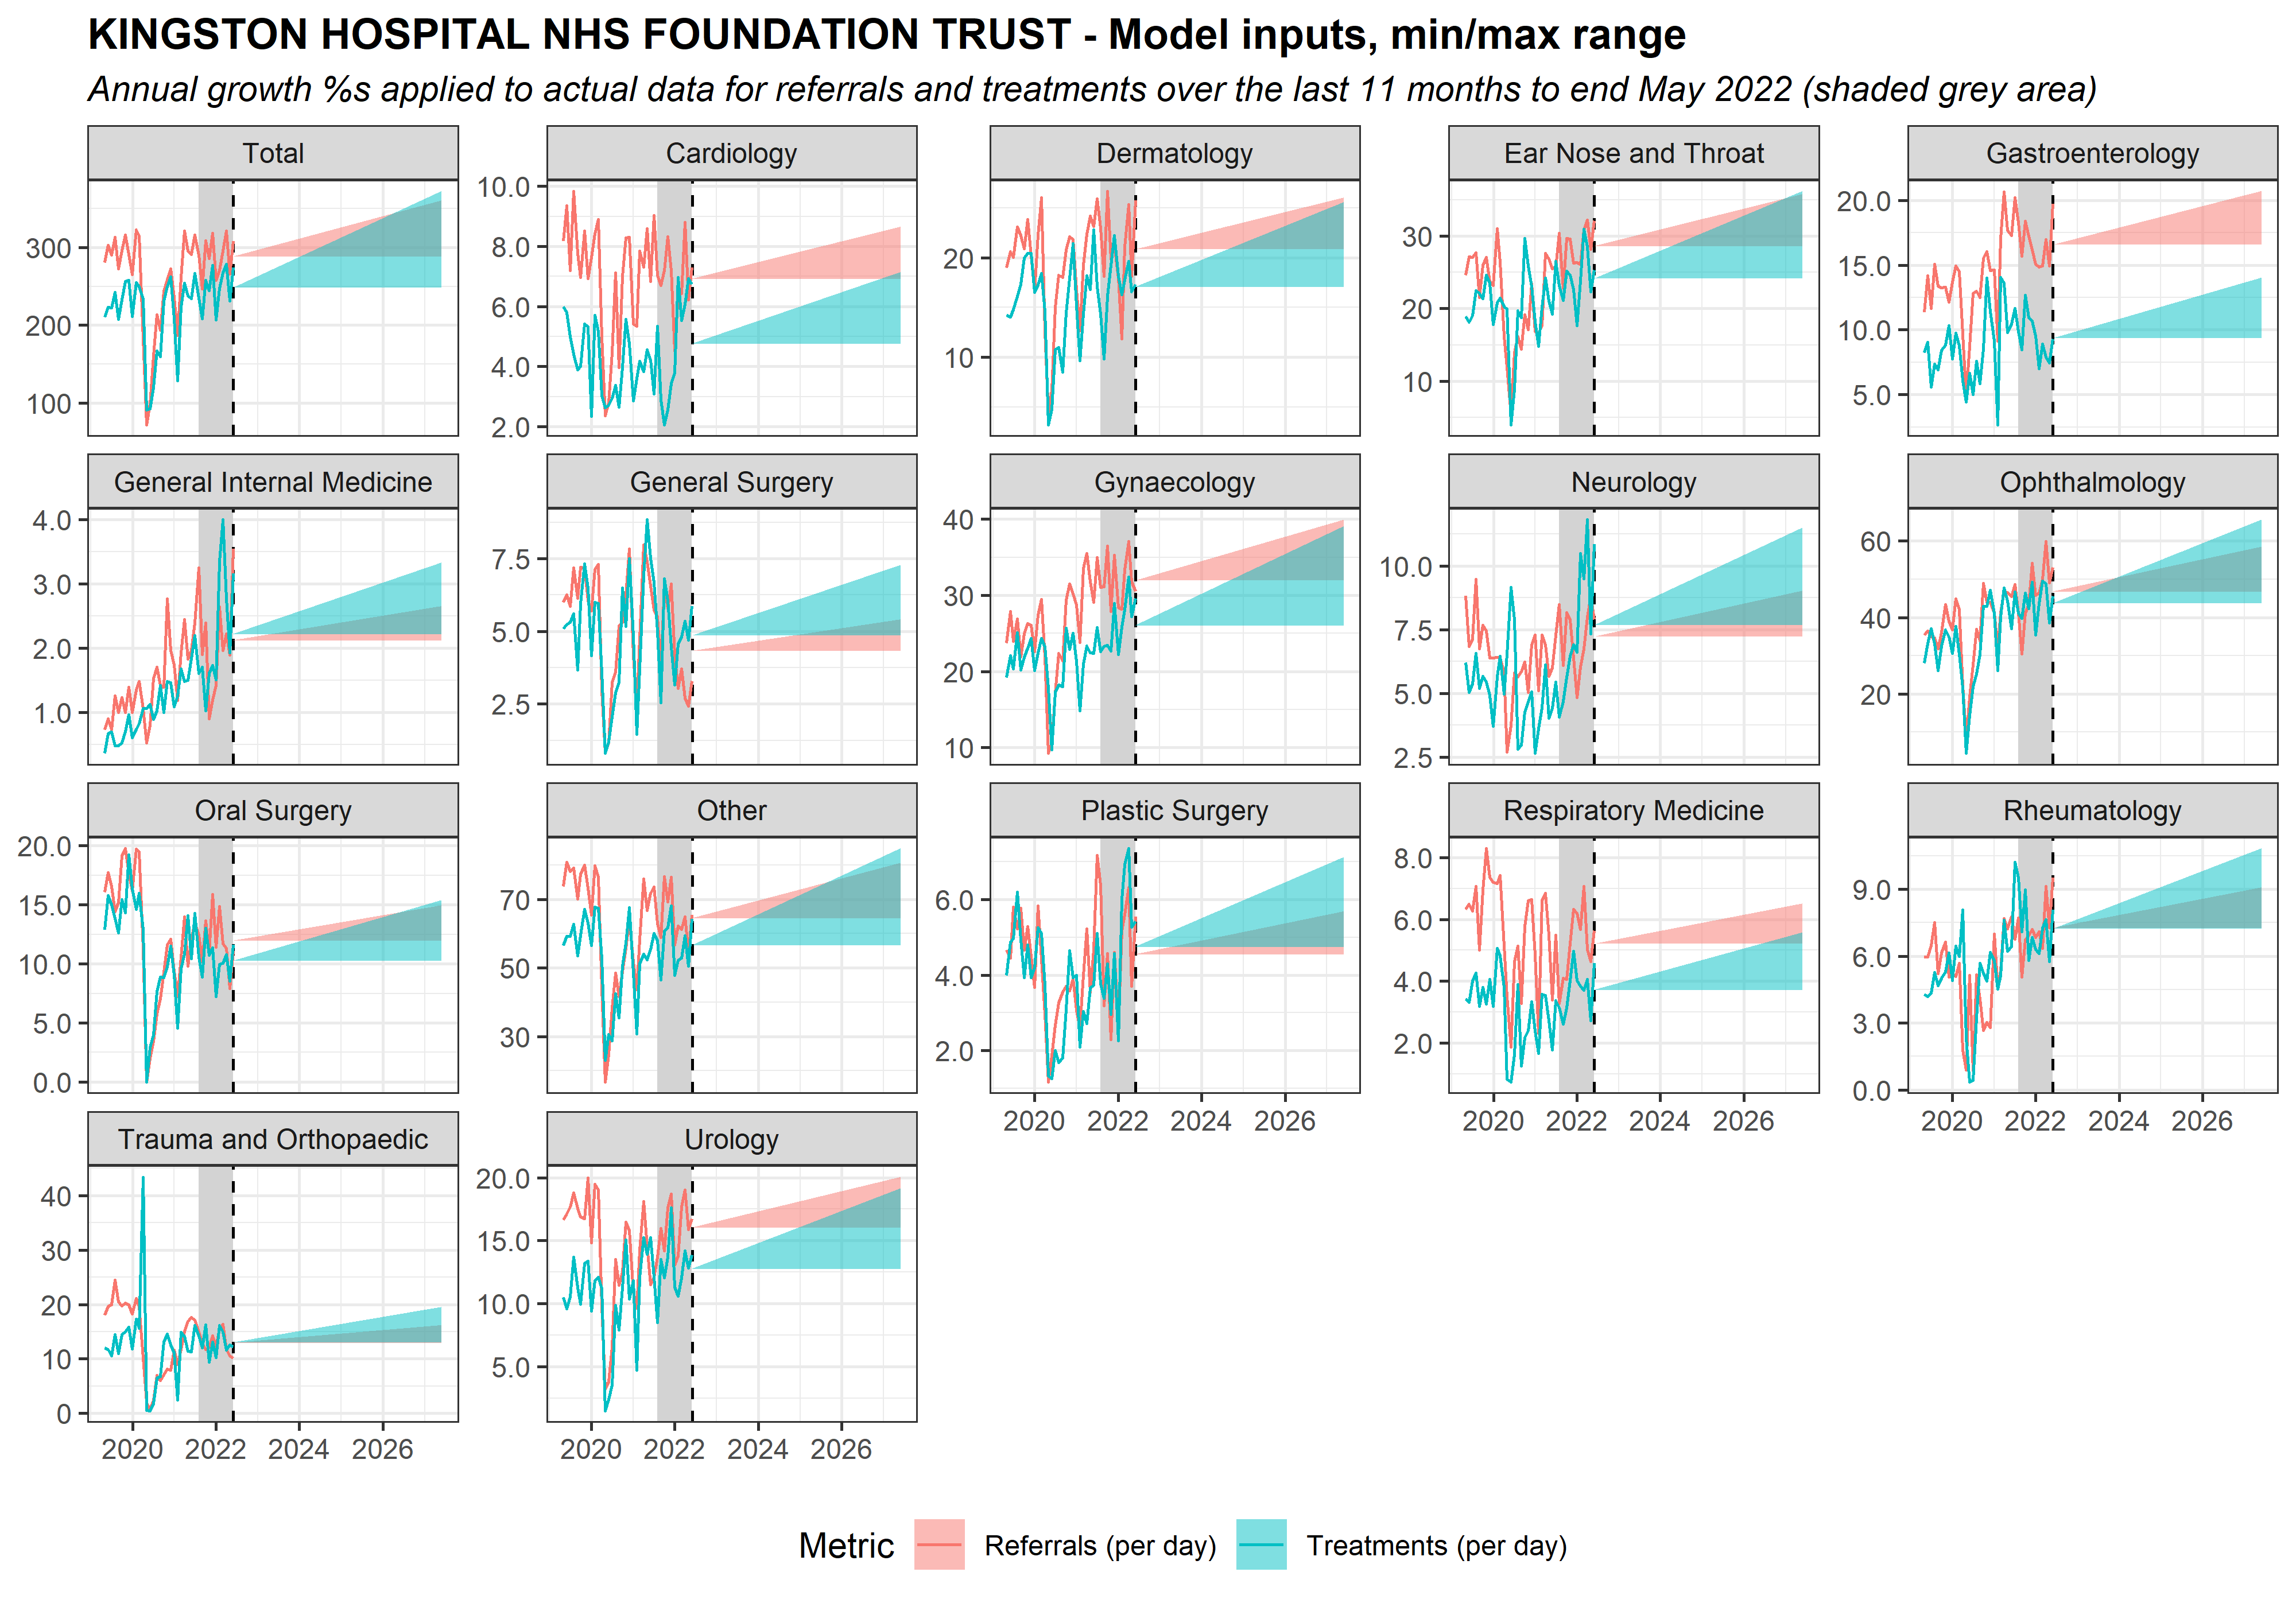 KINGSTON HOSPITAL NHS FOUNDATION TRUST - Model inputs, min/max range
Annual growth %s applied to actual data for referrals and treatments over the last 11 months to end May 2022 (shaded grey area)
Total
Cardiology
Dermatology
Ear Nose and Throat
Gastroenterology
300
200
100
10.0
8.0
6.0
4.0
2.0
20
10
30
20
10
20.0
15.0
10.0
5.0
General Internal Medicine
General Surgery
Gynaecology
Neurology
Ophthalmology
4.0
3.0
2.0
1.0
7.5
5.0
2.5
40
30
20
10
10.0
7.5
5.0
2.5
60
40
20
Oral Surgery
Other
Plastic Surgery
Respiratory Medicine
Rheumatology
20.0
15.0
10.0
5.0
0.0
70
50
30
6.0
4.0
2.0
8.0
6.0
4.0
2.0
9.0
6.0
3.0
0.0
2020 2022 2024 2026
2020 2022 2024 2026
2020 2022 2024 2026
Trauma and Orthopaedic
Urology
40
30
20
10
0
20.0
15.0
10.0
5.0
2020 2022 2024 2026
2020 2022 2024 2026
Metric Referrals (per day) Treatments (per day)